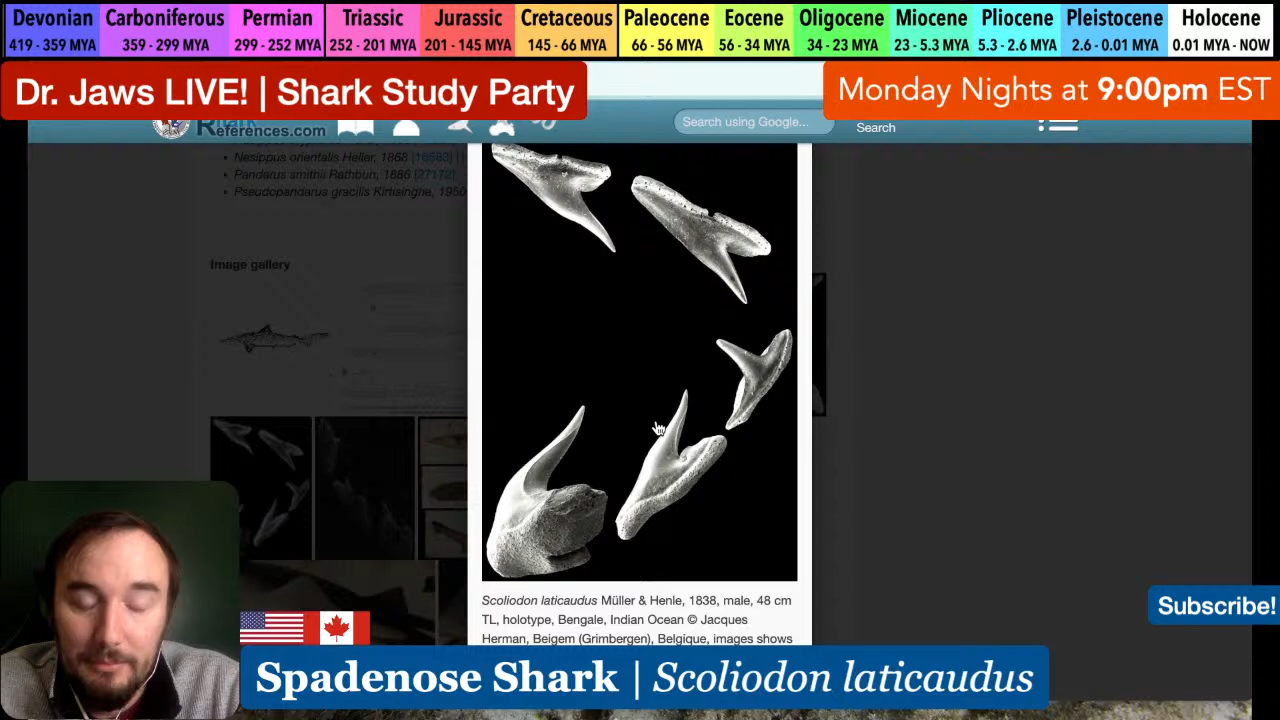 Devonian Carboniferous Permian Triassic Jurassic Cretaceous Paleocene Eocene Oligocene Miocene Pliocene Pleistocene Holocene
419 - 359 MYA 359 - 299 MYA 299 - 252 MYA 252 - 201 MYA 201 - 145 MYA 145 - 66 MYA 66 - 56 MYA 56 - 34 MYA 34 - 23 MYA 23 - 5.3 MYA 5.3 - 2.6 MYA 2.6 - 0.01 MYA 0.01 MYA - NOW
Dr. Jaws LIVE! | Shark Study Party
Monday Nights at 9:00pm EST
References.com
Search using Google...
Search
• Nesippus orientalis Heller, 1868 [16583]
• Pandarus smithii Rathbun, 1886 [27172]
• Pseudopandarus gracilis Kirtisinghe, 1950
Image gallery
Scoliodon laticaudus Müller & Henle, 1838, male, 48 cm
TL, holotype, Bengale, Indian Ocean © Jacques
Herman, Beigem (Grimbergen), Belgique, images shows
Subscribe!
Spadenose Shark | Scoliodon laticaudus